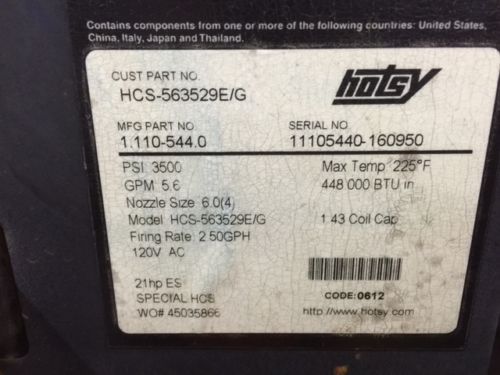 Contains components from one or more of the following countries: United States,
China, Italy, Japan and Thailand.
CUST PART NO.
HCS-563529E/G
hotsy
MFG PART NO.
1.110-544.0
SERIAL NO
11105440-160950
PSI: 3500
Max Temp: 225°F
GPM: 5.6
448,000 BTU in
Nozzle Size: 6.0(4)
Model: HCS-563529E/G
1.43 Coil Cap
Firing Rate: 2.50GPH
120V AC
21hp ES
SPECIAL HCS
CODE:0612
WO# 45035866
http://www.hotsy.com